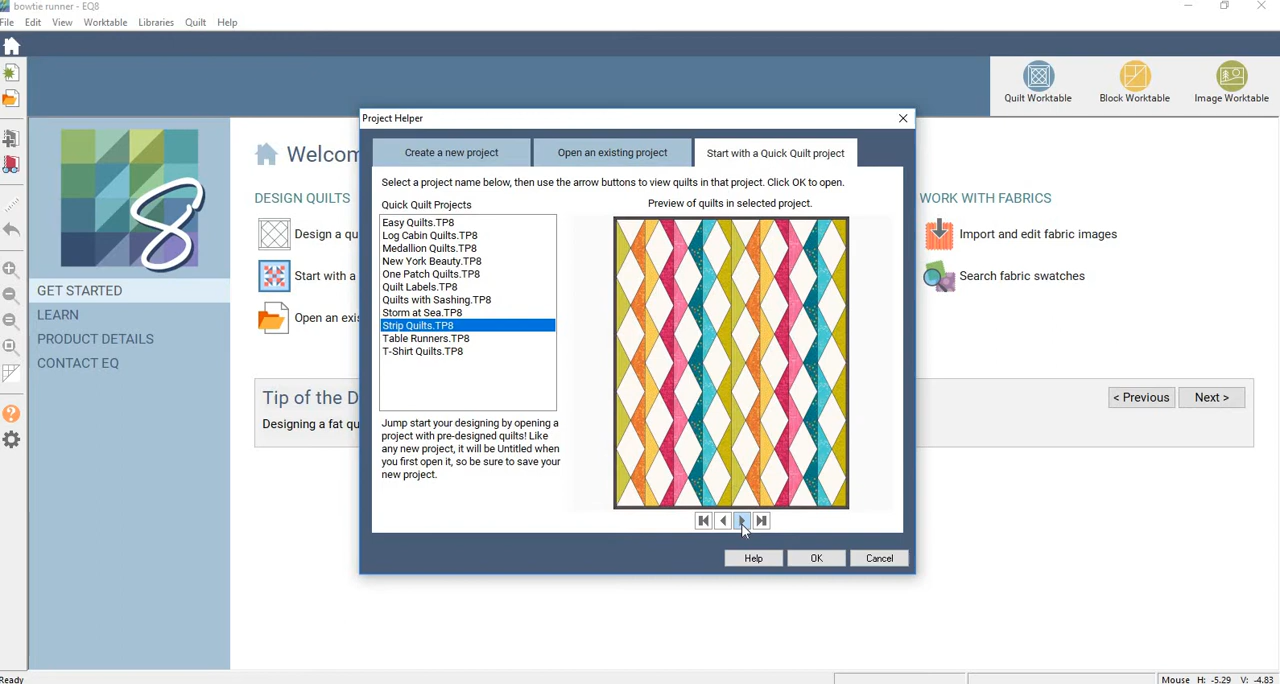 bowtie runner - EQ8
File Edit View Worktable Libraries Quilt Help
Quilt Worktable Block Worktable Image Worktable
Project Helper
Create a new project Open an existing project Start with a Quick Quilt project
Select a project name below, then use the arrow buttons to view quilts in that project. Click OK to open.
Quick Quilt Projects
Preview of quilts in selected project.
Easy Quilts.TP8
Log Cabin Quilts.TP8
Medallion Quilts.TP8
New York Beauty.TP8
One Patch Quilts.TP8
Quilt Labels.TP8
Quilts with Sashing.TP8
Storm at Sea.TP8
Strip Quilts.TP8
Table Runners.TP8
T-Shirt Quilts.TP8
Jump start your designing by opening a
project with pre-designed quilts! Like
any new project, it will be Untitled when
you first open it, so be sure to save your
new project.
Help OK Cancel
8
GET STARTED
LEARN
PRODUCT DETAILS
CONTACT EQ
Welcom
DESIGN QUILTS
Design a qu
Start with a
Open an exis
WORK WITH FABRICS
Import and edit fabric images
Search fabric swatches
Tip of the D
Designing a fat qu
< Previous Next >
Ready
Mouse H: -5.29 V: -4.83